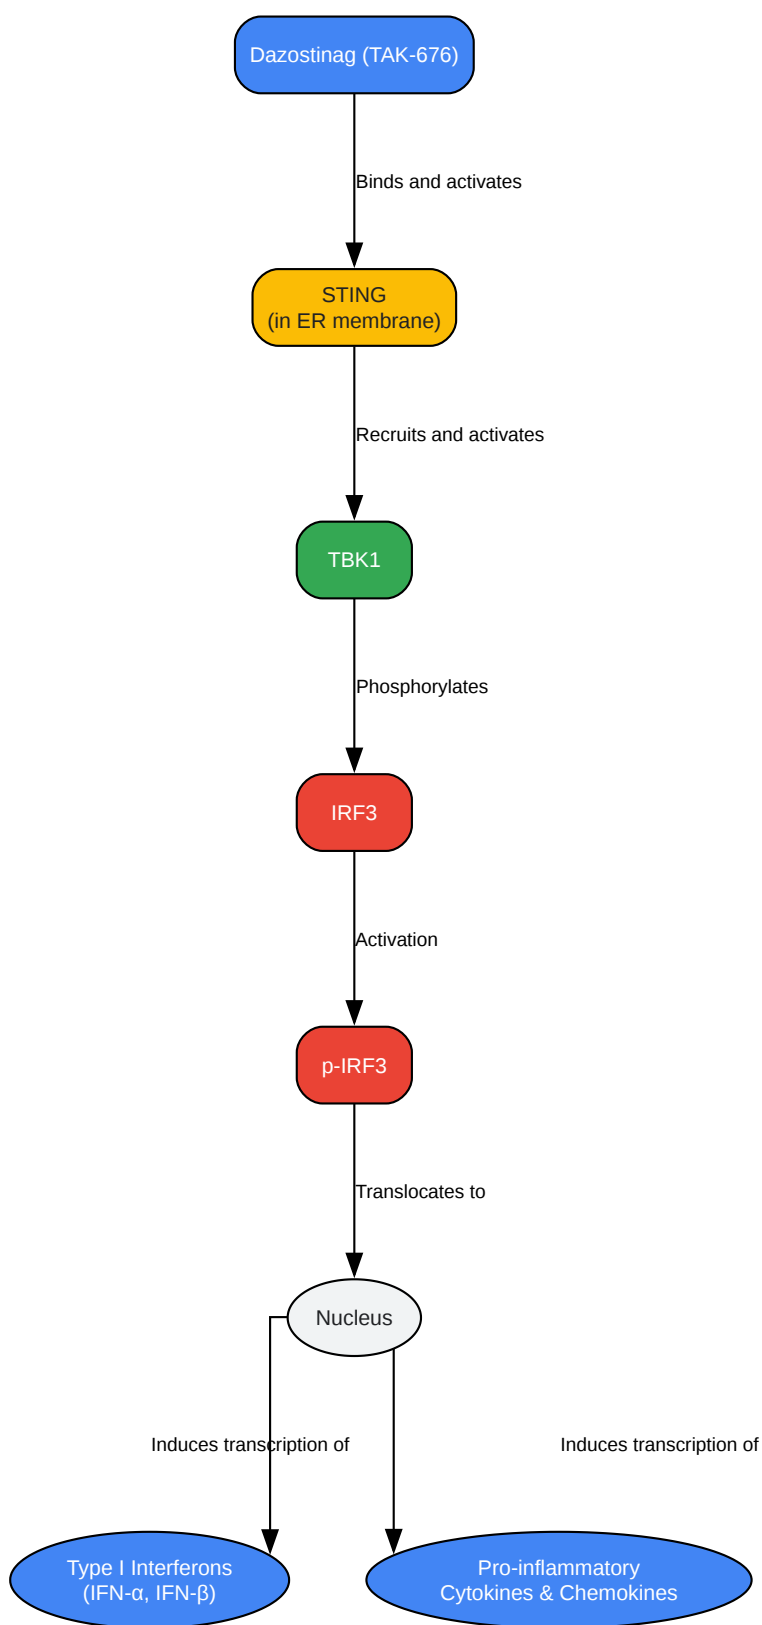 Dazostinag (TAK-676)
Binds and activates
STING
(in ER membrane)
Recruits and activates
TBK1
Phosphorylates
IRF3
Activation
p-IRF3
Translocates to
Nucleus
Induces transcription of
Induces transcription of
Type I Interferons
(IFN-α, IFN-β)
Pro-inflammatory
Cytokines & Chemokines